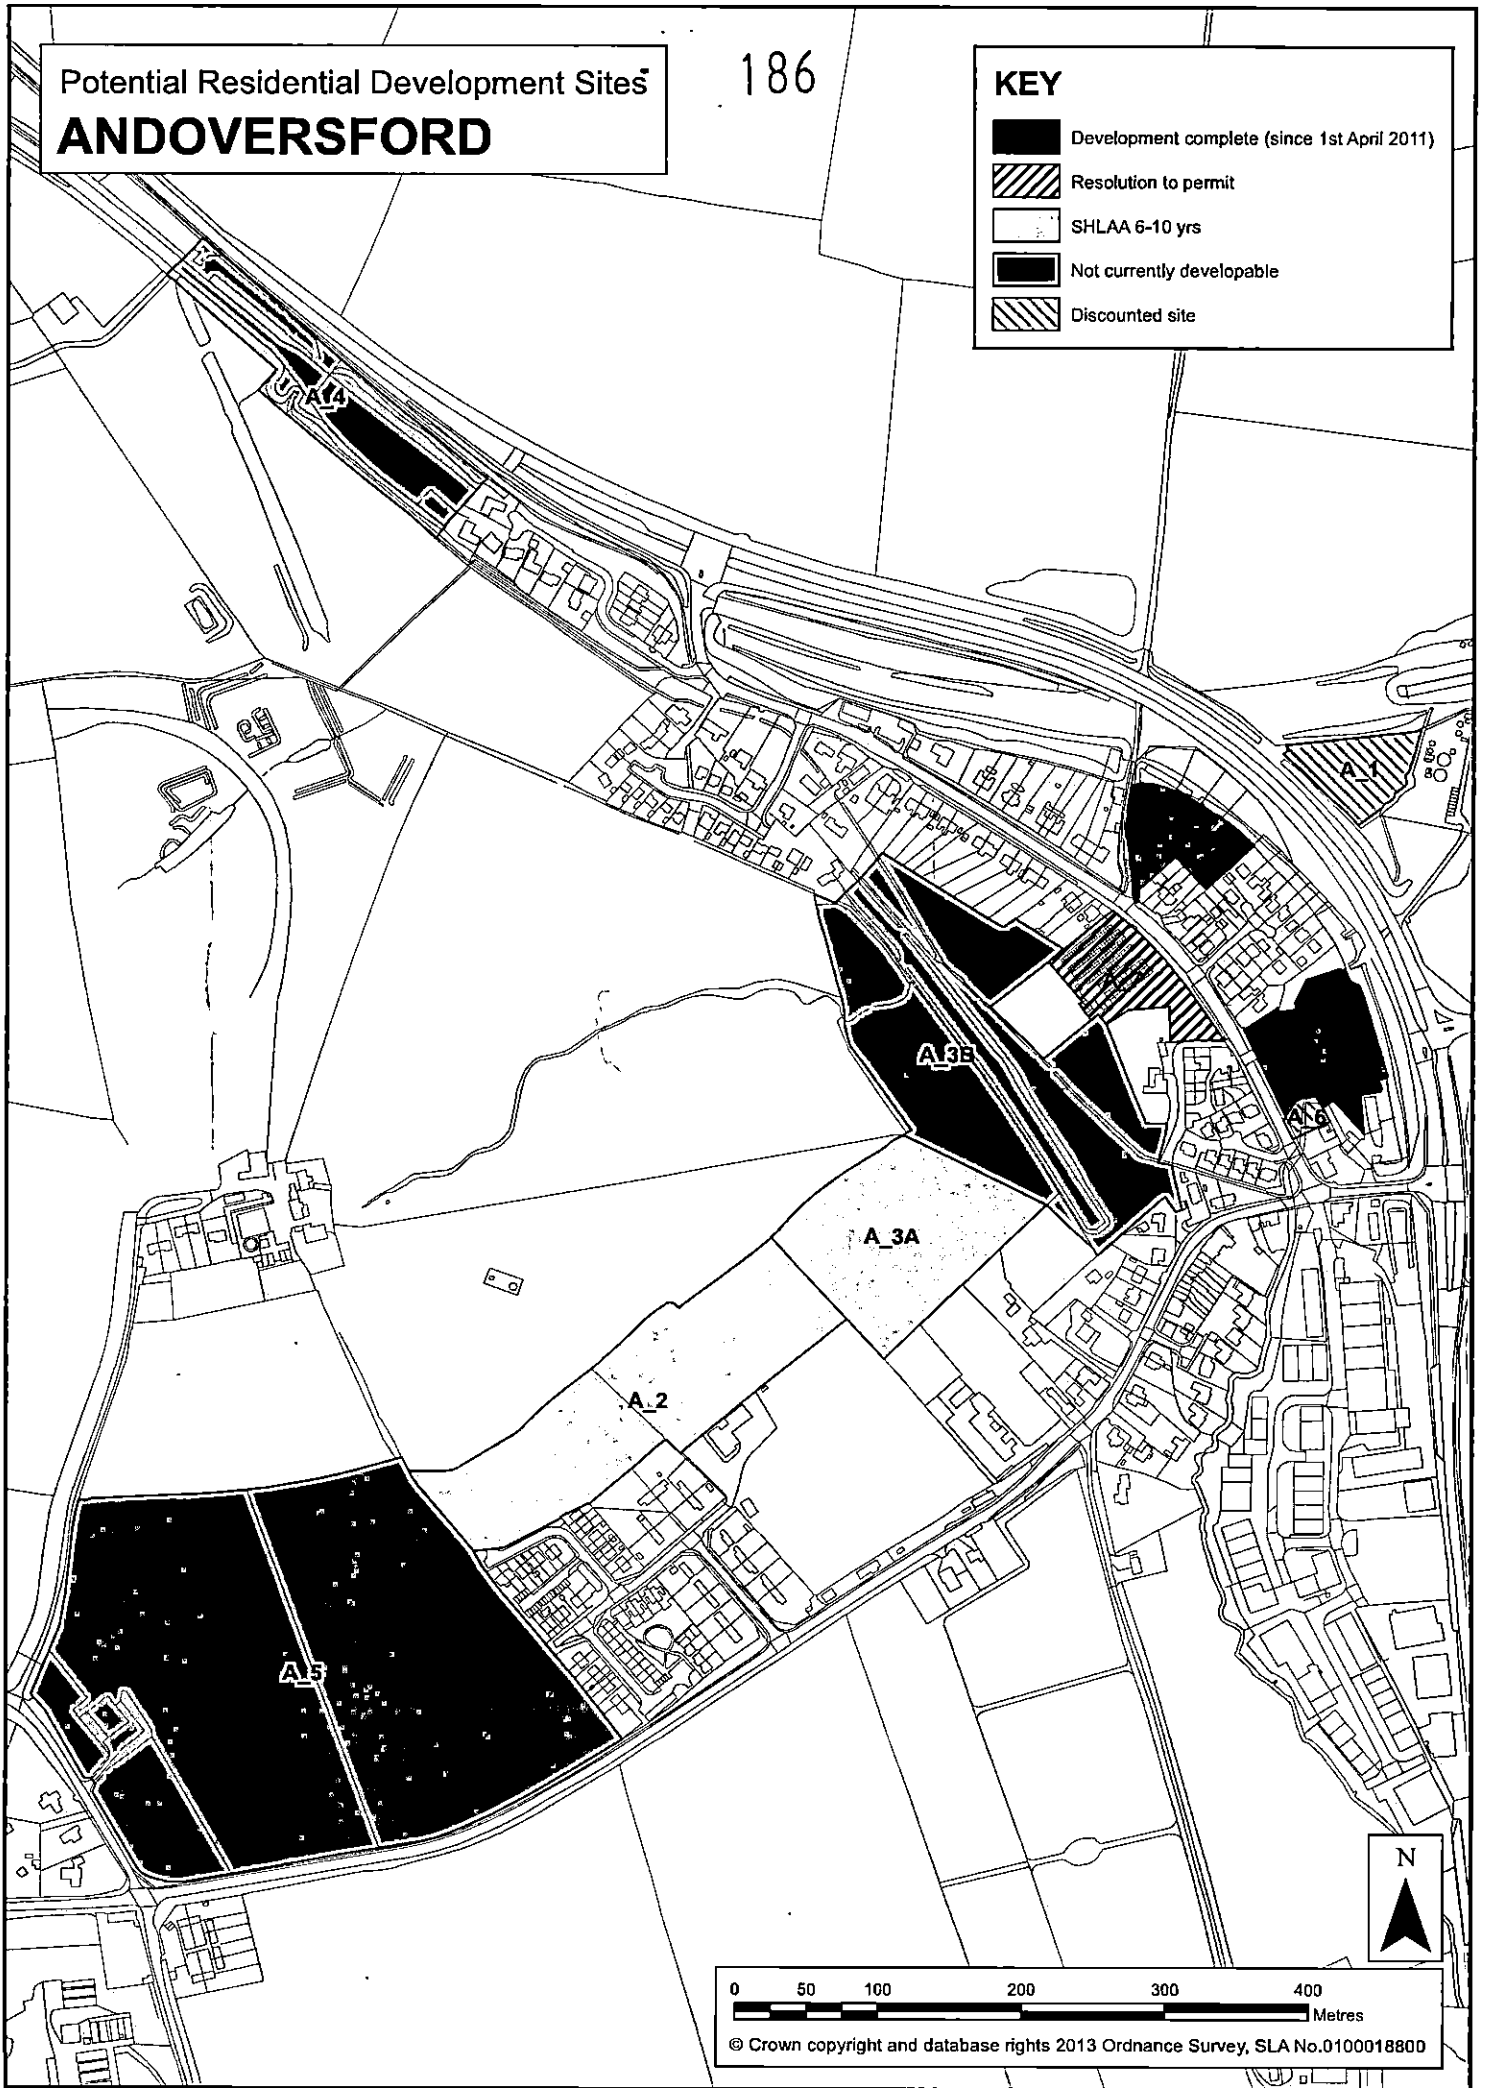 Potential Residential Development Sites
ANDOVERSFORD
186
KEY
Development complete (since 1st April 2011)
Resolution to permit
SHLAA 6-10 yrs
Not currently developable
Discounted site
A_4
A_1
A_3B
A_6
A_3A
A_2
A_5
N
0 50 100 200 300 400
Metres
© Crown copyright and database rights 2013 Ordnance Survey, SLA No.0100018800